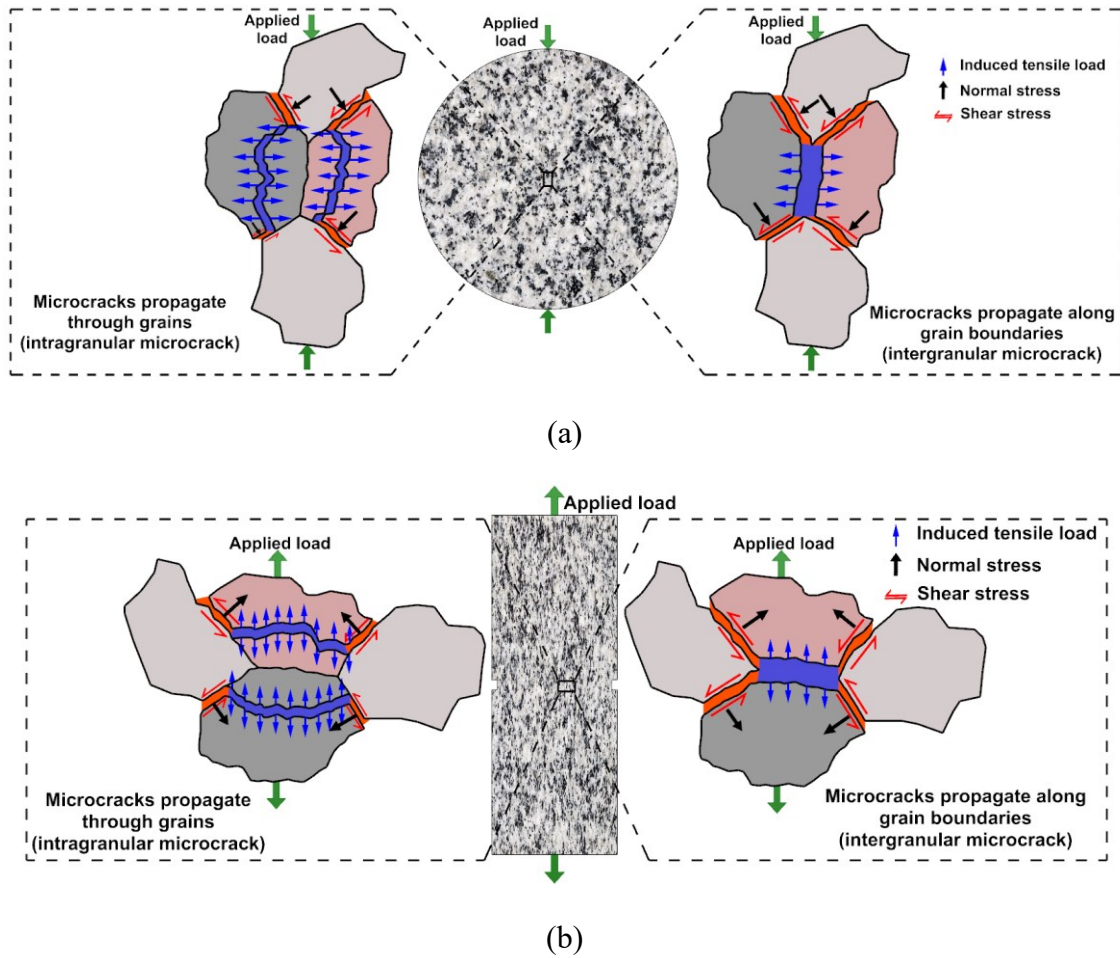 Applied
load
Applied
load
Applied
load
Induced tensile load
Normal stress
Shear stress
Microcracks propagate
through grains
(intragranular microcrack)
Microcracks propagate along
grain boundaries
(intergranular microcrack)
(a)
Applied load
Applied load
Applied load
Induced tensile load
Normal stress
Shear stress
Microcracks propagate
through grains
(intragranular microcrack)
Microcracks propagate along
grain boundaries
(intergranular microcrack)
(b)